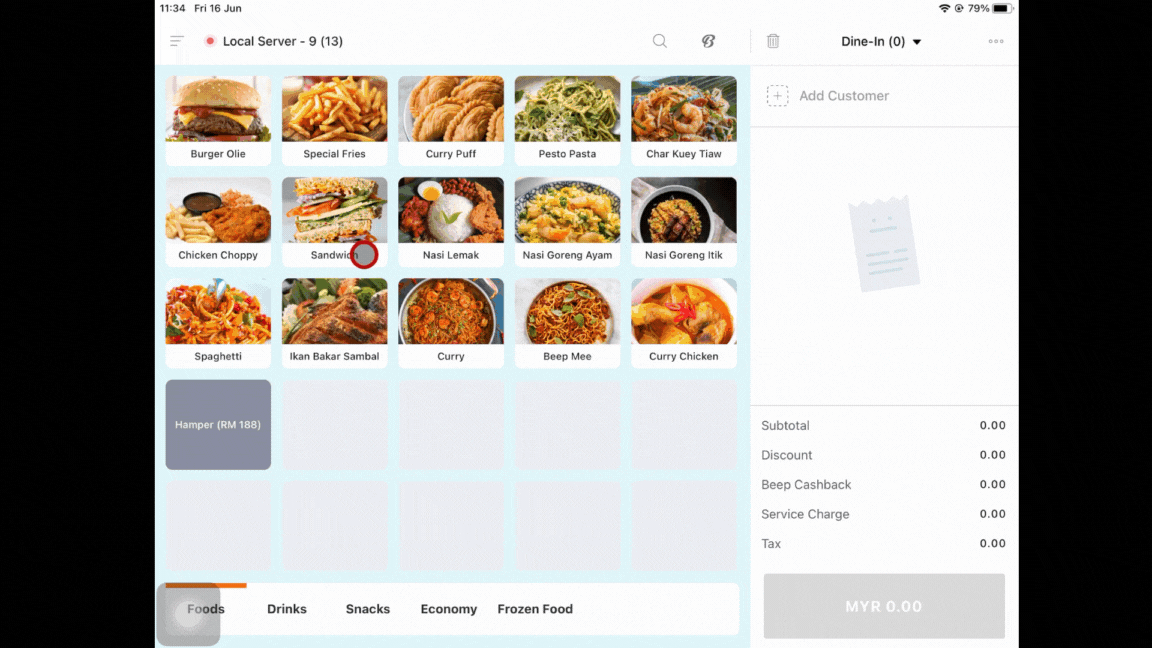 11:34 Fri 16 Jun
79%
Local Server - 9 (13)
Dine-In (0)
Add Customer
Burger Olie
Special Fries
Curry Puff
Pesto Pasta
Char Kuey Tiaw
Chicken Choppy
Sandwich
Nasi Lemak
Nasi Goreng Ayam
Nasi Goreng Itik
Spaghetti
Ikan Bakar Sambal
Curry
Beep Mee
Curry Chicken
Hamper (RM 188)
Subtotal 0.00
Discount 0.00
Beep Cashback 0.00
Service Charge 0.00
Tax 0.00
Foods
Drinks
Snacks
Economy
Frozen Food
MYR 0.00